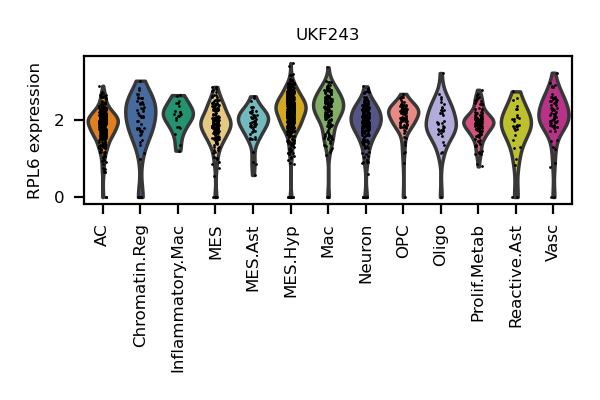 UKF243
RPL6 expression
2
0
AC
Chromatin.Reg
Inflammatory.Mac
MES
MES.Ast
MES.Hyp
Mac
Neuron
OPC
Oligo
Prolif.Metab
Reactive.Ast
Vasc